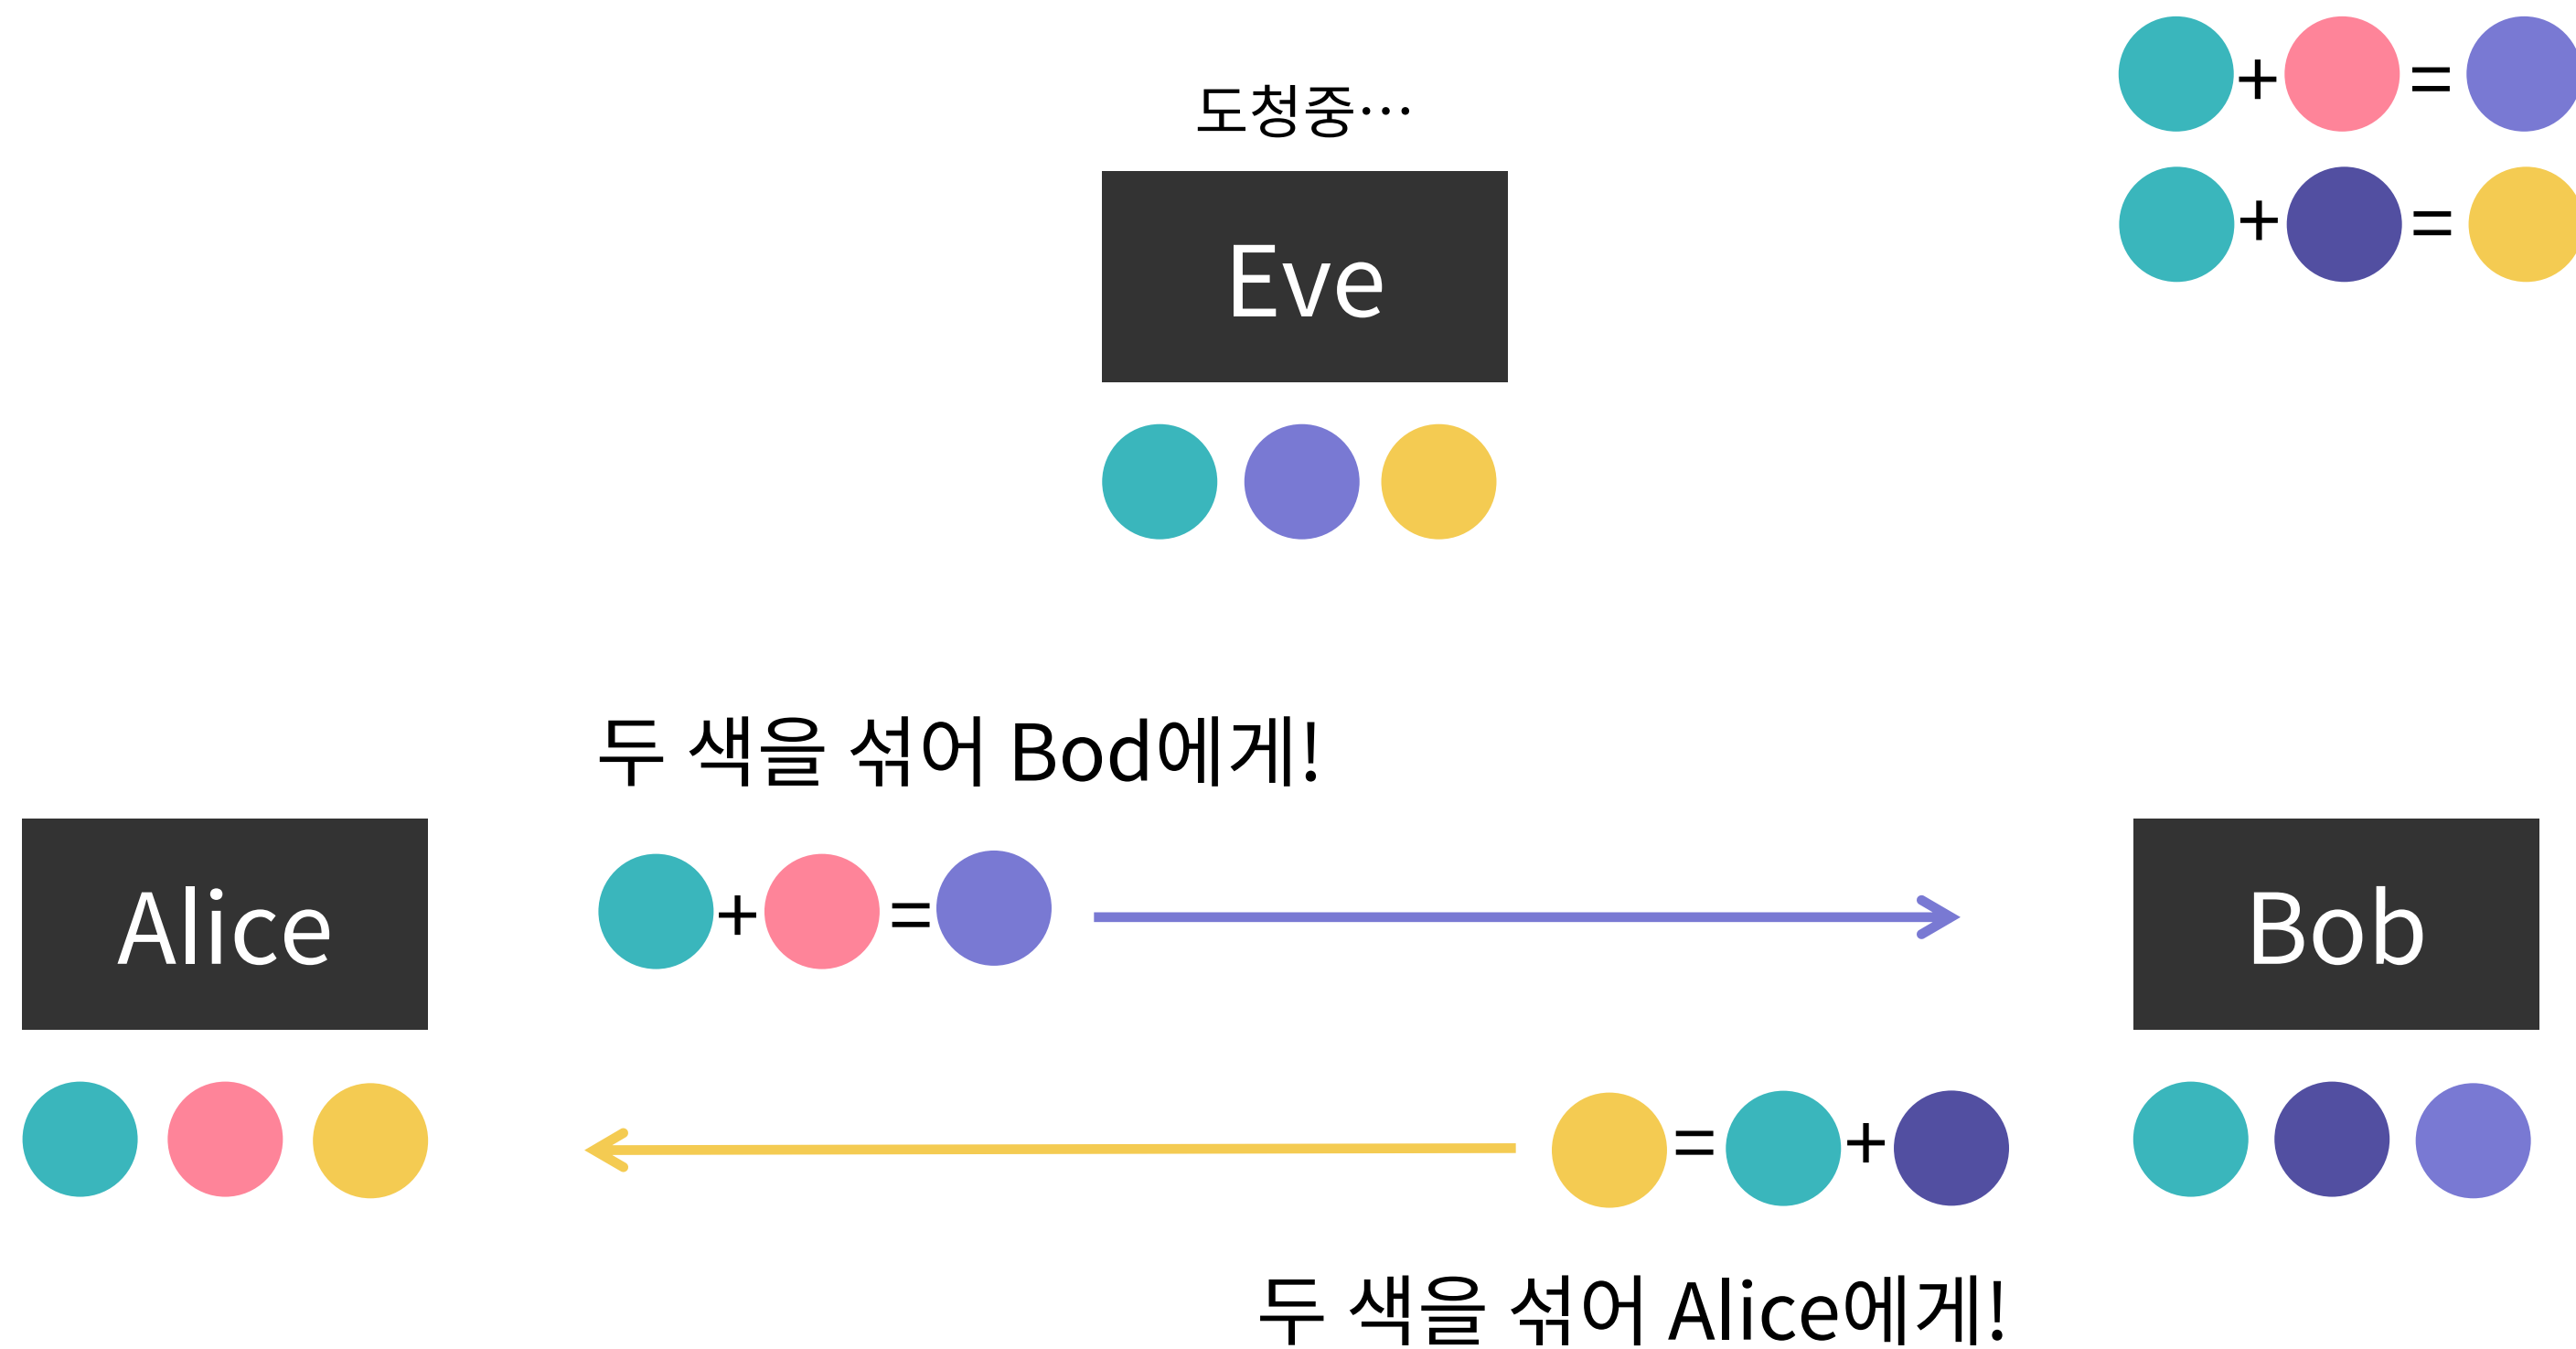 도청중…
Eve
+ =
+ =
두 색을 섞어 Bod에게!
Alice
+ =
Bob
= +
두 색을 섞어 Alice에게!